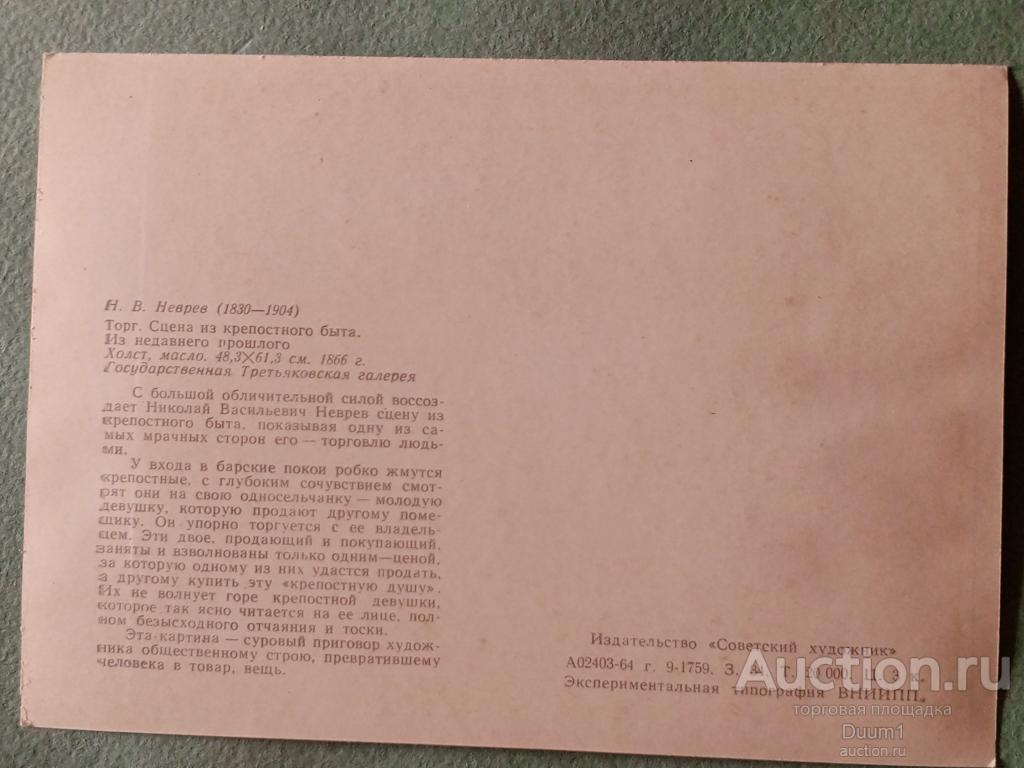 Н. В. Неврев (1830—1904)
Торг. Сцена из крепостного быта.
Из недавнего прошлого
Холст, масло. 48,3×61,3 см. 1866 г.
Государственная Третьяковская галерея
С большой обличительной силой воссоз-
дает Николай Васильевич Неврев сцену из
крепостного быта, показывая одну из са-
мых мрачных сторон его — торговлю людь-
ми.
У входа в барские покои робко жмутся
крепостные, с глубоким сочувствием смот-
рят они на свою односельчанку — молодую
девушку, которую продают другому поме-
щику. Он упорно торгуется с ее владель-
цем. Эти двое, продающий и покупающий,
заняты и взволнованы только одним—ценой,
за которую одному из них удастся продать,
а другому купить эту «крепостную душу».
Их не волнует горе крепостной девушки,
которое так ясно читается на ее лице, пол-
ном безысходного отчаяния и тоски.
Эта картина — суровый приговор худож-
ника общественному строю, превратившему
человека в товар, вещь.
Издательство «Советский художник»
А02403-64 г. 9-1759. З. 84. Т. 20 000. Ц. 3 к.
Экспериментальная типография ВНИИПП.
Auction.ru
торговая площадка
Duum1
auction.ru